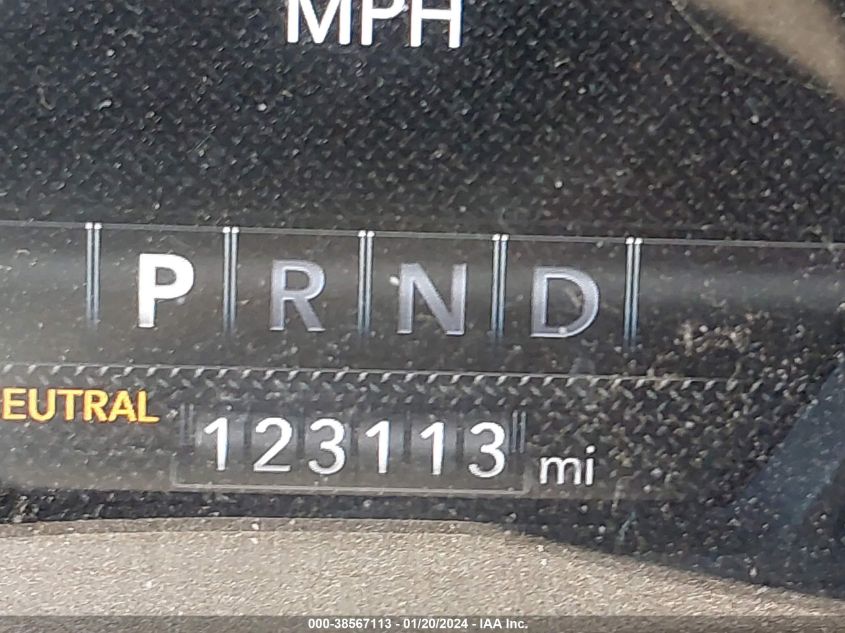 MPH
P R N D
EUTRAL
123113 mi
000-38567113 - 01/20/2024 - IAA Inc.